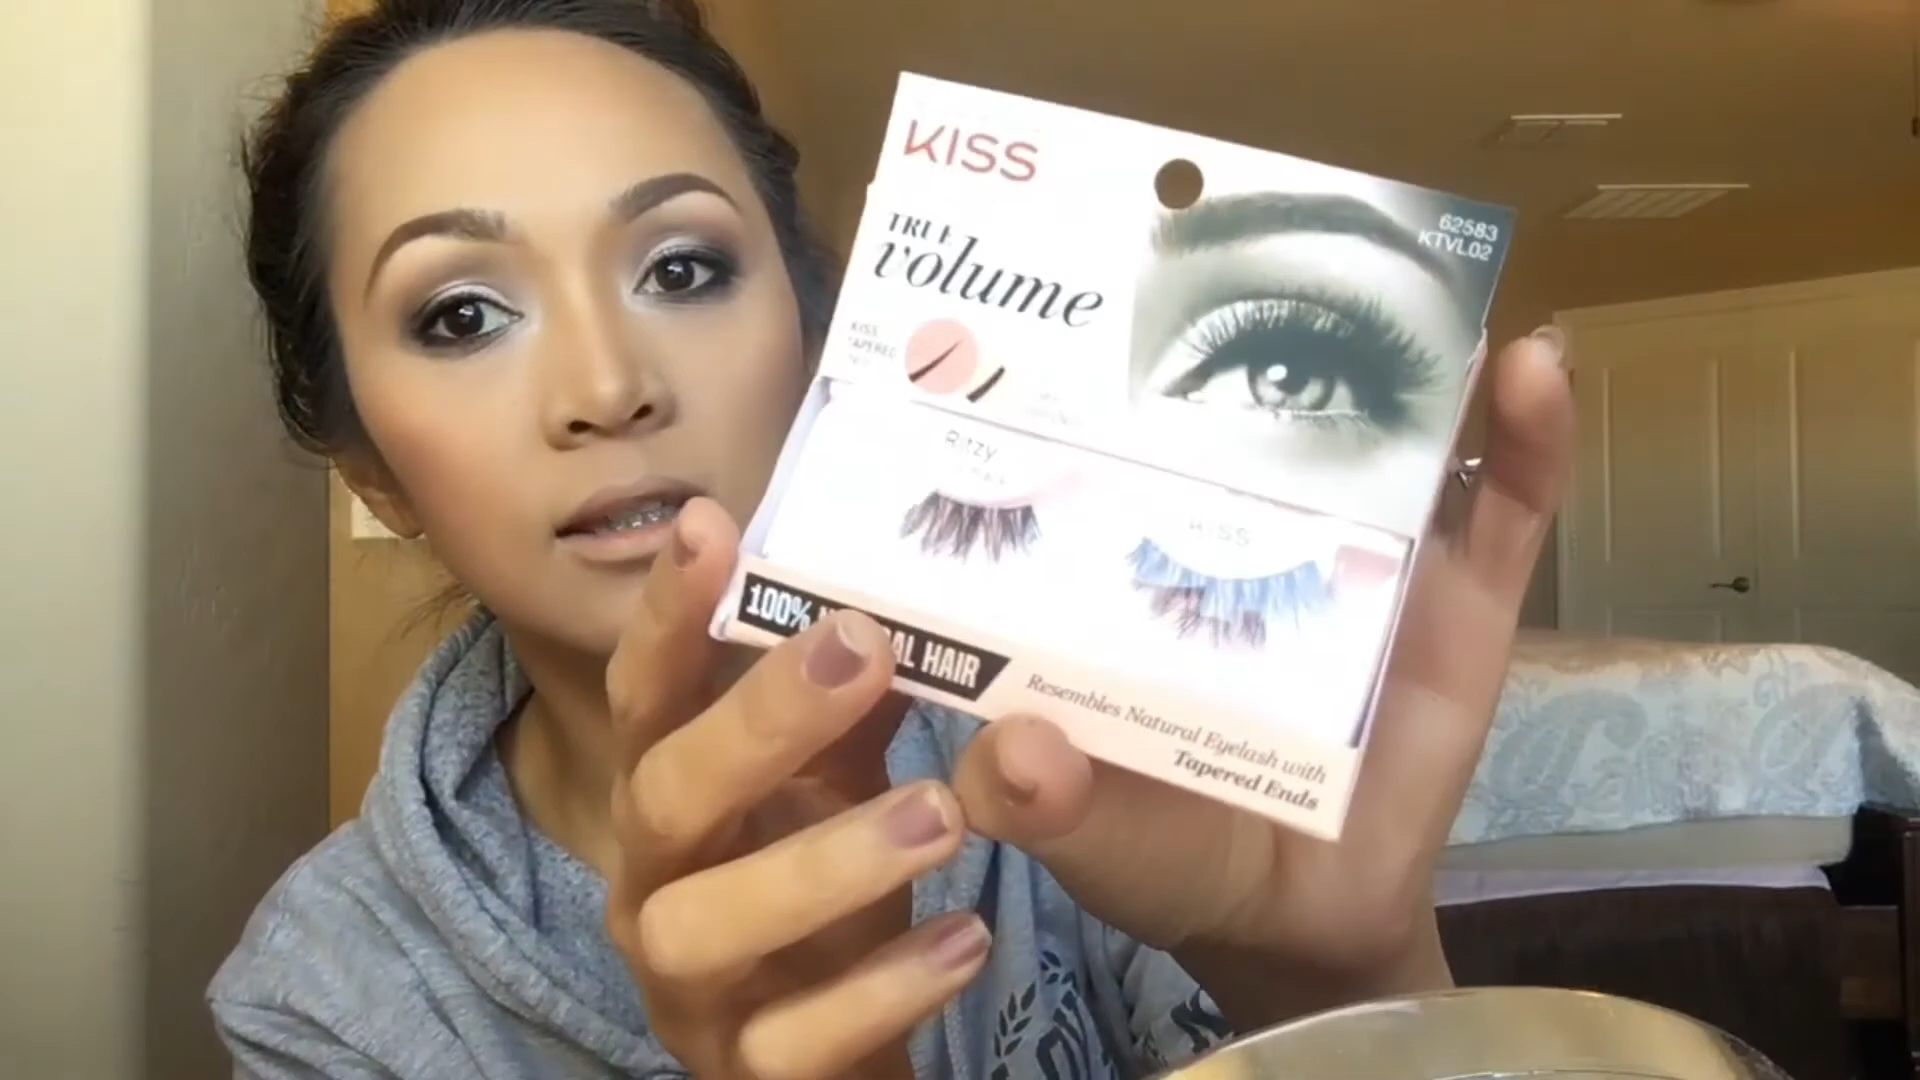 KISS
TRUE
volume
62583
KTVL02
KISS
TAPERED
Ritzy
KISS
100% AL HAIR
Resembles Natural Eyelash with
Tapered Ends